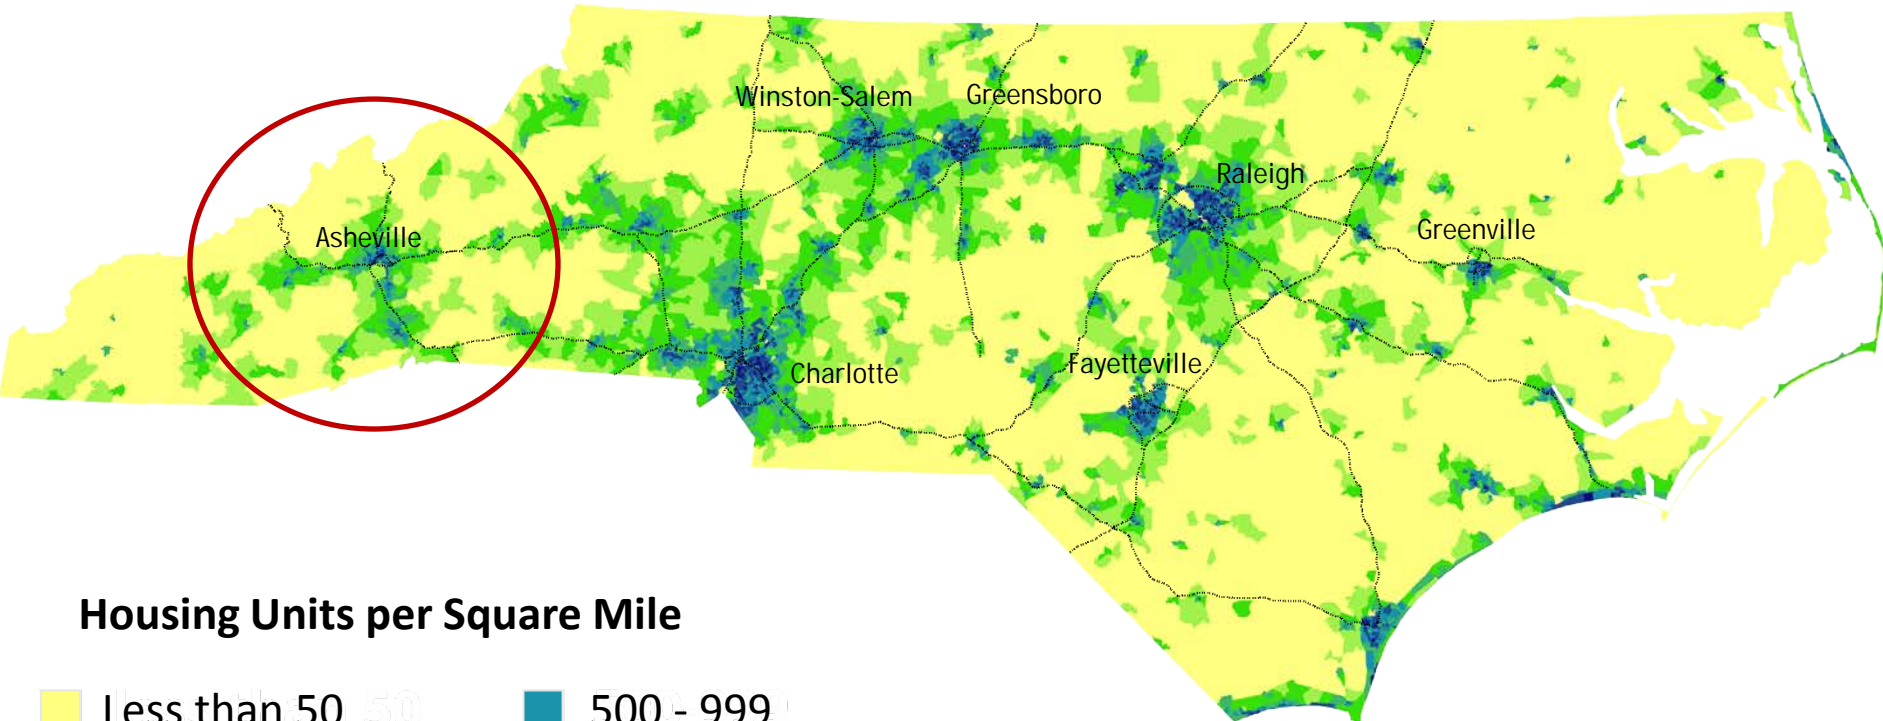 Winston-Salem
Greensboro
Raleigh
Asheville
Greenville
Fayetteville
Charlotte
Housing Units per Square Mile
Less than 50
500 - 999